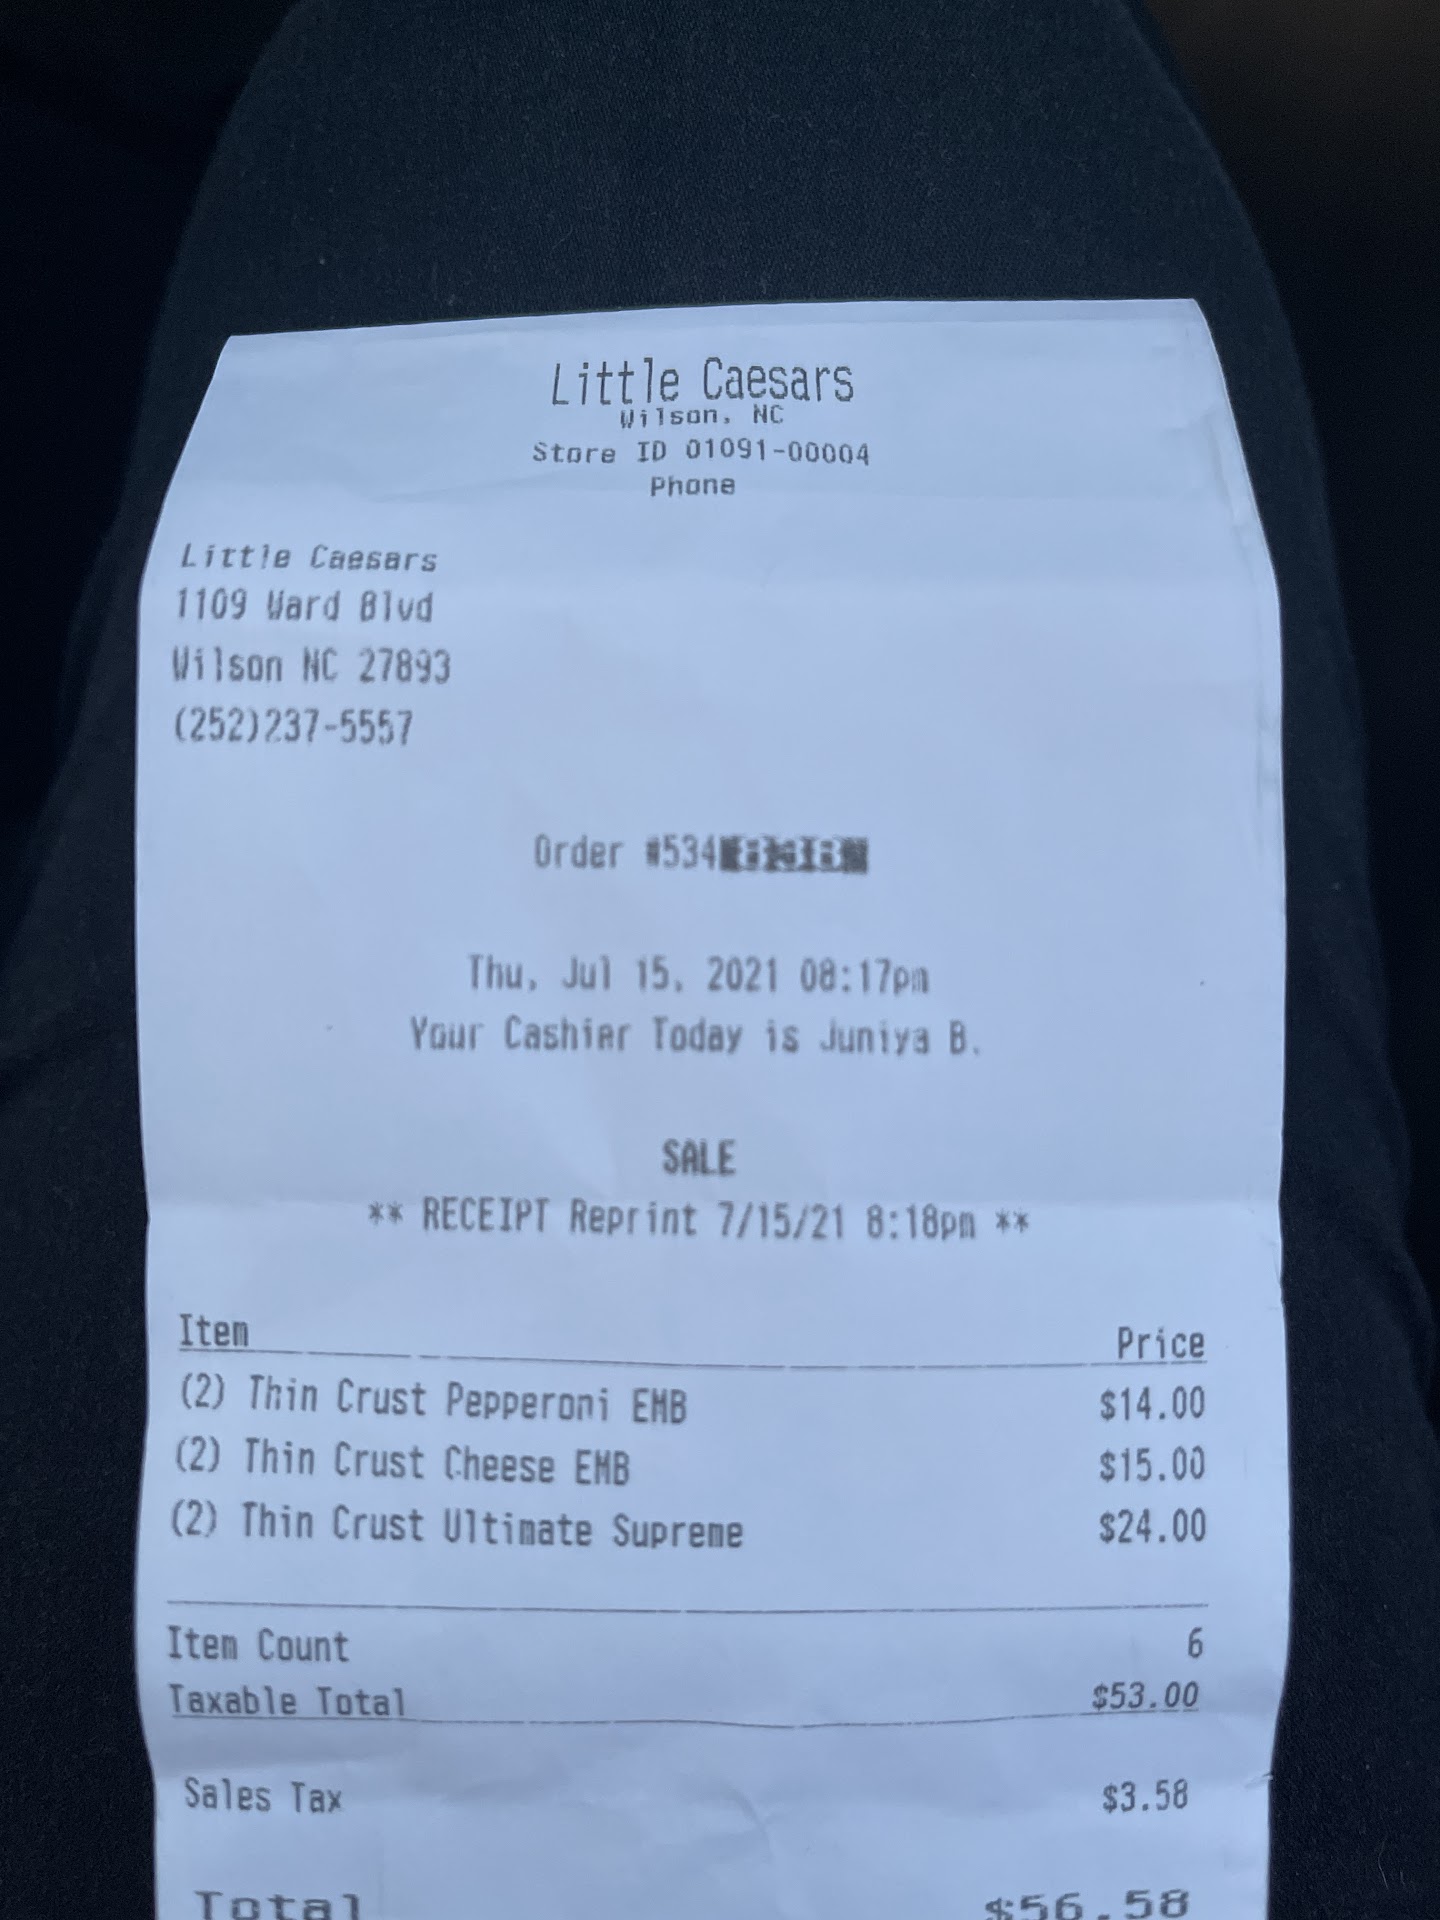 Little Caesars
Wilson, NC
Store ID 01091-00004
Phone
Little Caesars
1109 Ward Blvd
Wilson NC 27893
(252)237-5557
Order #534
Thu, Jul 15, 2021 08:17pm
Your Cashier Today is Juniya B.
SALE
** RECEIPT Reprint 7/15/21 8:18pm **
Item Price
(2) Thin Crust Pepperoni EMB $14.00
(2) Thin Crust Cheese EMB $15.00
(2) Thin Crust Ultimate Supreme $24.00
Item Count 6
Taxable Total $53.00
Sales Tax $3.58
Total $56.58